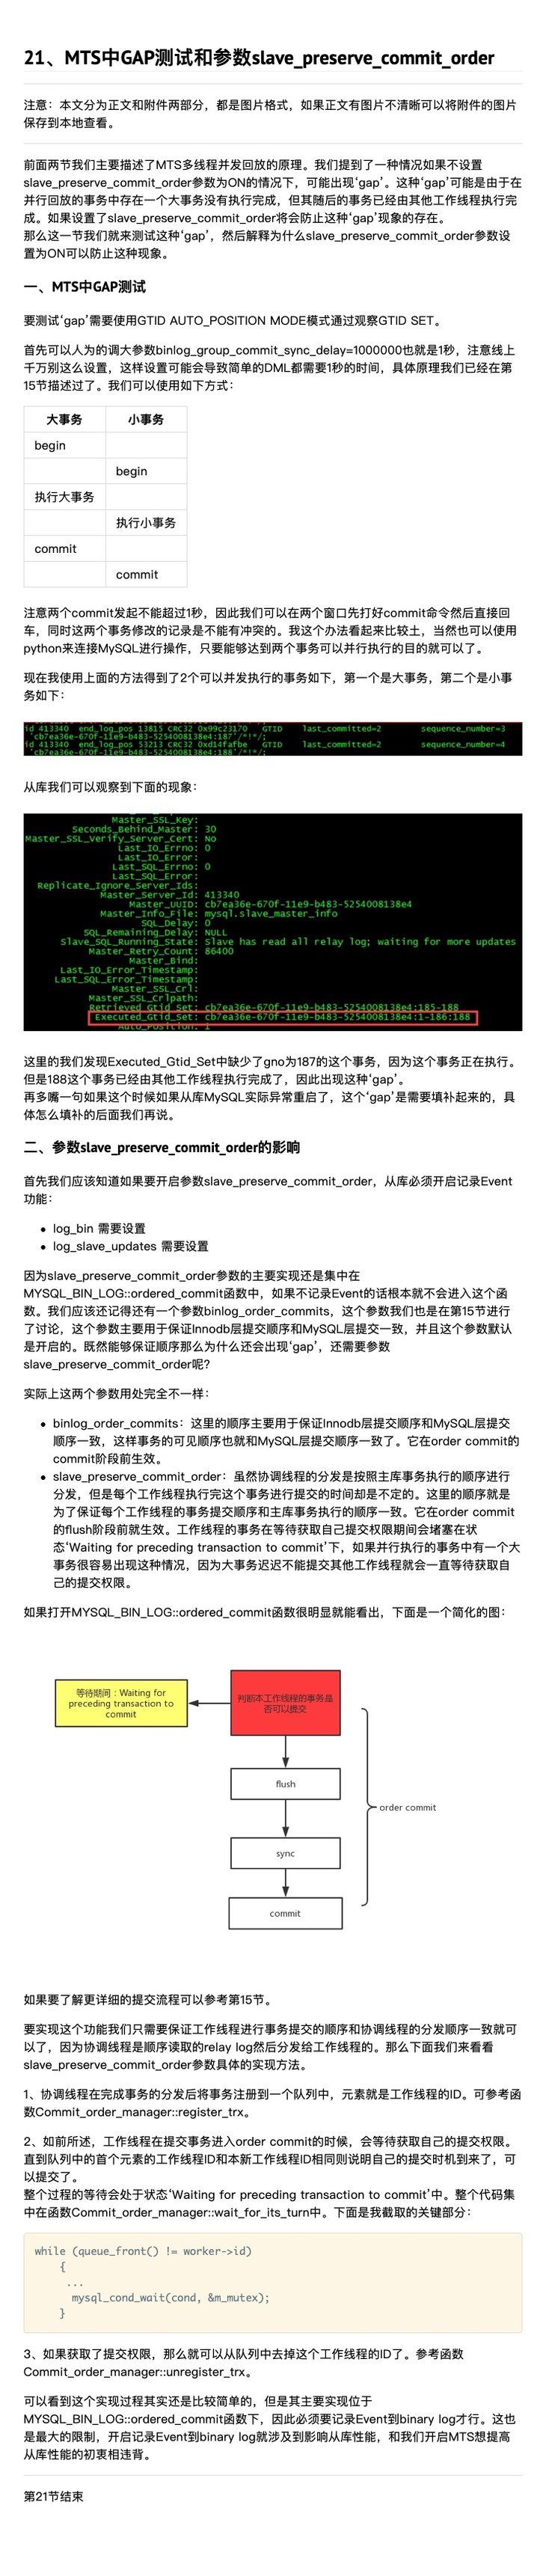 21、MTS中GAP测试和参数slave_preserve_commit_order
注意：本文分为正文和附件两部分，都是图片格式，如果正文有图片不清晰可以将附件的图片
保存到本地查看。
前面两节我们主要描述了MTS多线程并发回放的原理。我们提到了一种情况如果不设置
slave_preserve_commit_order参数为ON的情况下，可能出现‘gap’。这种‘gap’可能是由于在
并行回放的事务中存在一个大事务没有执行完成，但其随后的事务已经由其他工作线程执行完
成。如果设置了slave_preserve_commit_order将会防止这种‘gap’现象的存在。
那么这一节我们就来测试这种‘gap’，然后解释为什么slave_preserve_commit_order参数设
置为ON可以防止这种现象。
一、MTS中GAP测试
要测试‘gap’需要使用GTID AUTO_POSITION MODE模式通过观察GTID SET。
首先可以人为的调大参数binlog_group_commit_sync_delay=1000000也就是1秒，注意线上
千万别这么设置，这样设置可能会导致简单的DML都需要1秒的时间，具体原理我们已经在第
15节描述过了。我们可以使用如下方式：
大事务 小事务
begin
begin
执行大事务
执行小事务
commit
commit
注意两个commit发起不能超过1秒，因此我们可以在两个窗口先打好commit命令然后直接回
车，同时这两个事务修改的记录是不能有冲突的。我这个办法看起来比较土，当然也可以使用
python来连接MySQL进行操作，只要能够达到两个事务可以并行执行的目的就可以了。
现在我使用上面的方法得到了2个可以并发执行的事务如下，第一个是大事务，第二个是小事
务如下：
id 413340 end_log_pos 13815 CRC32 0x99c23170 GTID last_committed=2 sequence_number=3
'cb7ea36e-670f-11e9-b483-5254008138e4:187'/*!*/;
id 413340 end_log_pos 53213 CRC32 0xd14fafbe GTID last_committed=2 sequence_number=4
'cb7ea36e-670f-11e9-b483-5254008138e4:188'/*!*/;
从库我们可以观察到下面的现象：
Master_SSL_Key:
Seconds_Behind_Master: 30
Master_SSL_Verify_Server_Cert: No
Last_IO_Errno: 0
Last_IO_Error:
Last_SQL_Errno: 0
Last_SQL_Error:
Replicate_Ignore_Server_Ids:
Master_Server_Id: 413340
Master_UUID: cb7ea36e-670f-11e9-b483-5254008138e4
Master_Info_File: mysql.slave_master_info
SQL_Delay: 0
SQL_Remaining_Delay: NULL
Slave_SQL_Running_State: Slave has read all relay log; waiting for more updates
Master_Retry_Count: 86400
Master_Bind:
Last_IO_Error_Timestamp:
Last_SQL_Error_Timestamp:
Master_SSL_Crl:
Master_SSL_Crlpath:
Retrieved_Gtid_Set: cb7ea36e-670f-11e9-b483-5254008138e4:185-188
Executed_Gtid_Set: cb7ea36e-670f-11e9-b483-5254008138e4:1-186:188
Auto_Position: 1
这里的我们发现Executed_Gtid_Set中缺少了gno为187的这个事务，因为这个事务正在执行。
但是188这个事务已经由其他工作线程执行完成了，因此出现这种‘gap’。
再多嘴一句如果这个时候如果从库MySQL实际异常重启了，这个‘gap’是需要填补起来的，具
体怎么填补的后面我们再说。
二、参数slave_preserve_commit_order的影响
首先我们应该知道如果要开启参数slave_preserve_commit_order，从库必须开启记录Event
功能：
• log_bin 需要设置
• log_slave_updates 需要设置
因为slave_preserve_commit_order参数的主要实现还是集中在
MYSQL_BIN_LOG::ordered_commit函数中，如果不记录Event的话根本就不会进入这个函
数。我们应该还记得还有一个参数binlog_order_commits，这个参数我们也是在第15节进行
了讨论，这个参数主要用于保证Innodb层提交顺序和MySQL层提交一致，并且这个参数默认
是开启的。既然能够保证顺序那么为什么还会出现‘gap’，还需要参数
slave_preserve_commit_order呢?
实际上这两个参数用处完全不一样：
• binlog_order_commits：这里的顺序主要用于保证Innodb层提交顺序和MySQL层提交
顺序一致，这样事务的可见顺序也就和MySQL层提交顺序一致了。它在order commit的
commit阶段前生效。
• slave_preserve_commit_order：虽然协调线程的分发是按照主库事务执行的顺序进行
分发，但是每个工作线程执行完这个事务进行提交的时间却是不定的。这里的顺序就是
为了保证每个工作线程的事务提交顺序和主库事务执行的顺序一致。它在order commit
的flush阶段前就生效。工作线程的事务在等待获取自己提交权限期间会堵塞在状
态‘Waiting for preceding transaction to commit’下，如果并行执行的事务中有一个大
事务很容易出现这种情况，因为大事务迟迟不能提交其他工作线程就会一直等待获取自
己的提交权限。
如果打开MYSQL_BIN_LOG::ordered_commit函数很明显就能看出，下面是一个简化的图：
等待期间：Waiting for
preceding transaction to
commit
判断本工作线程的事务是
否可以提交
flush
order commit
sync
commit
如果要了解更详细的提交流程可以参考第15节。
要实现这个功能我们只需要保证工作线程进行事务提交的顺序和协调线程的分发顺序一致就可
以了，因为协调线程是顺序读取的relay log然后分发给工作线程的。那么下面我们来看看
slave_preserve_commit_order参数具体的实现方法。
1、协调线程在完成事务的分发后将事务注册到一个队列中，元素就是工作线程的ID。可参考函
数Commit_order_manager::register_trx。
2、如前所述，工作线程在提交事务进入order commit的时候，会等待获取自己的提交权限。
直到队列中的首个元素的工作线程ID和本新工作线程ID相同则说明自己的提交时机到来了，可
以提交了。
整个过程的等待会处于状态‘Waiting for preceding transaction to commit’中。整个代码集
中在函数Commit_order_manager::wait_for_its_turn中。下面是我截取的关键部分：
while (queue_front() != worker->id)
{
...
mysql_cond_wait(cond, &m_mutex);
}
3、如果获取了提交权限，那么就可以从队列中去掉这个工作线程的ID了。参考函数
Commit_order_manager::unregister_trx。
可以看到这个实现过程其实还是比较简单的，但是其主要实现位于
MYSQL_BIN_LOG::ordered_commit函数下，因此必须要记录Event到binary log才行。这也
是最大的限制，开启记录Event到binary log就涉及到影响从库性能，和我们开启MTS想提高
从库性能的初衷相违背。
第21节结束